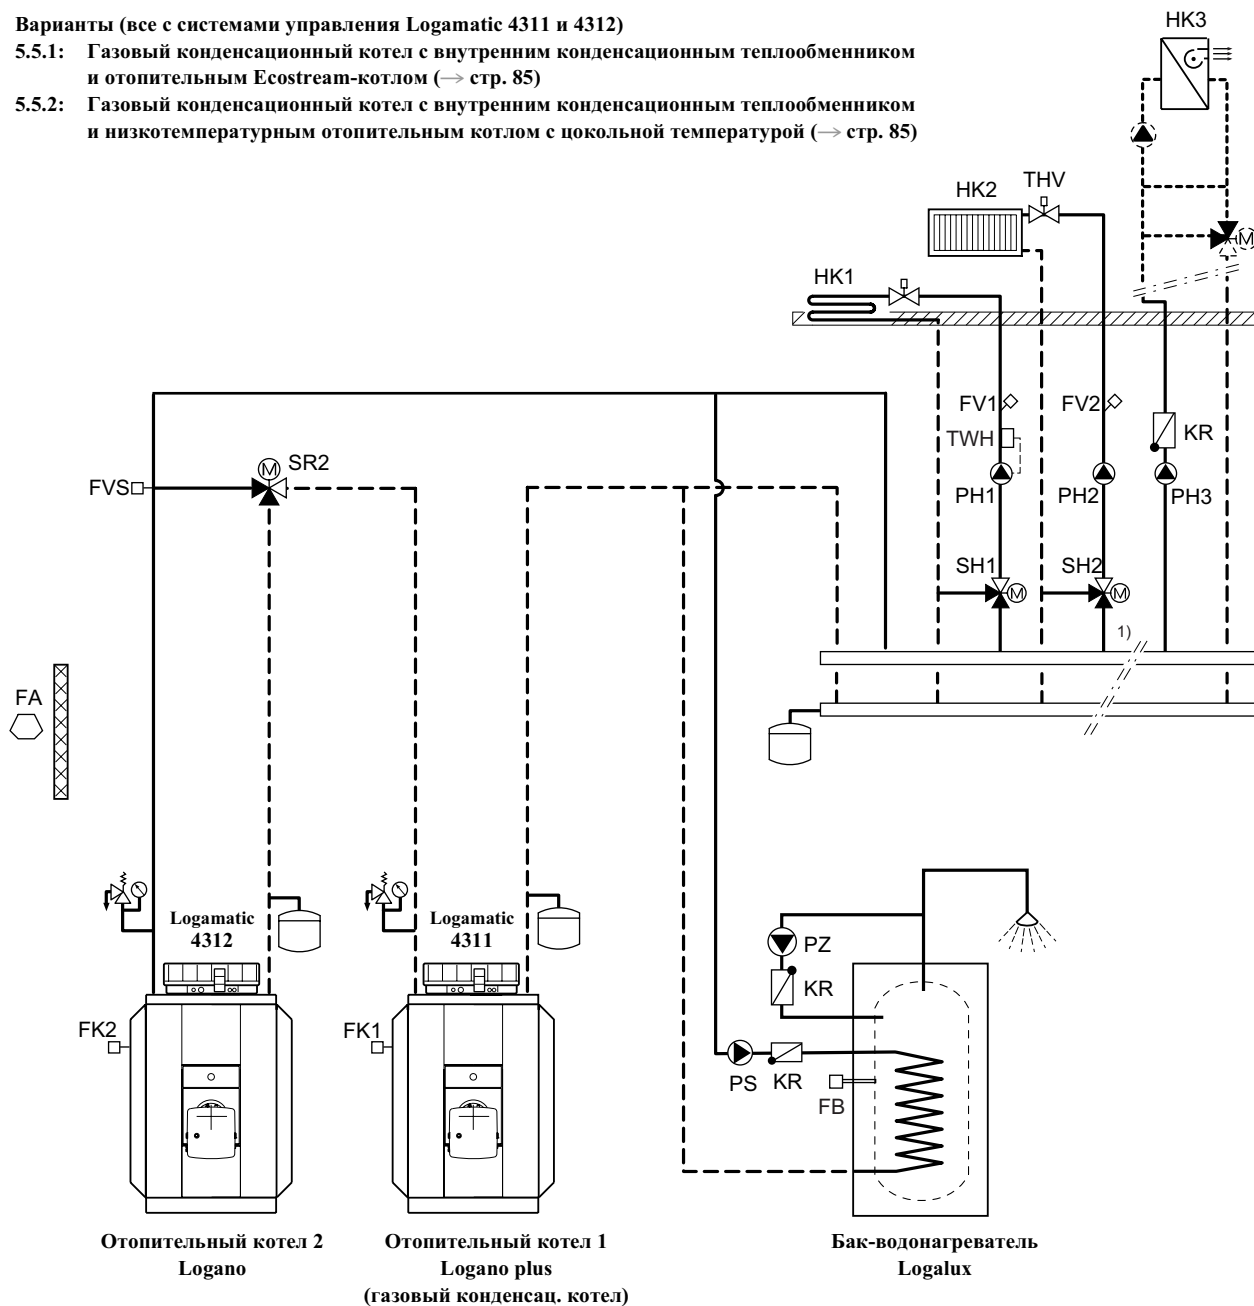 Варианты (все с системами управления Logamatic 4311 и 4312)
5.5.1: Газовый конденсационный котел с внутренним конденсационным теплообменником
и отопительным Ecostream-котлом (→ стр. 85)
5.5.2: Газовый конденсационный котел с внутренним конденсационным теплообменником
и низкотемпературным отопительным котлом с цокольной температурой (→ стр. 85)
HK3
THV
HK2
M
HK1
FV1
FV2
TWH
KR
M
SR2
FVS
PH1
PH2
PH3
SH1
SH2
M
M
1)
FA
Logamatic
4312
Logamatic
4311
PZ
KR
FK2
FK1
PS
KR
FB
Отопительный котел 2
Logano
Отопительный котел 1
Logano plus
(газовый конденсац. котел)
Бак-водонагреватель
Logalux